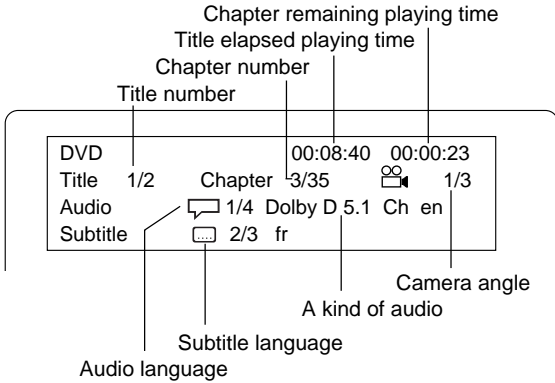 Chapter remaining playing time
Title elapsed playing time
Chapter number
Title number
DVD 00:08:40 00:00:23
Title 1/2 Chapter 3/35 1/3
Audio 1/4 Dolby D 5.1 Ch en
Subtitle .... 2/3 fr
Camera angle
A kind of audio
Subtitle language
Audio language